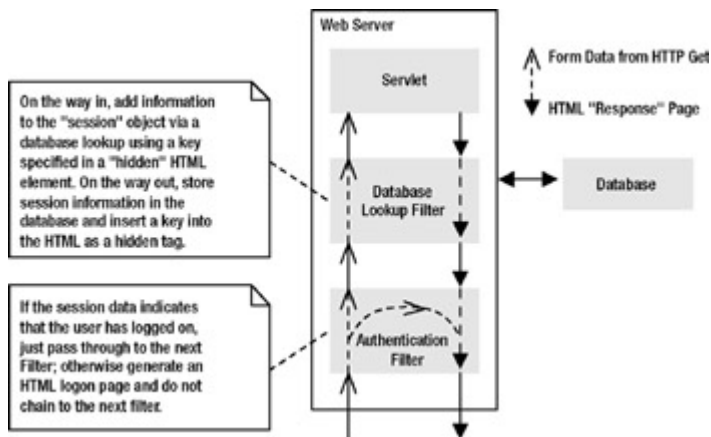 Web Server
Servlet
Form Data from HTTP Get
HTML "Response" Page
On the way in, add information
to the "session" object via a
database lookup using a key
specified in a "hidden" HTML
element. On the way out, store
session information in the
database and insert a key into
the HTML as a hidden tag.
Database
Lookup Filter
Database
If the session data indicates
that the user has logged on,
just pass through to the next
Filter; otherwise generate an
HTML logon page and do not
chain to the next filter.
Authentication
Filter